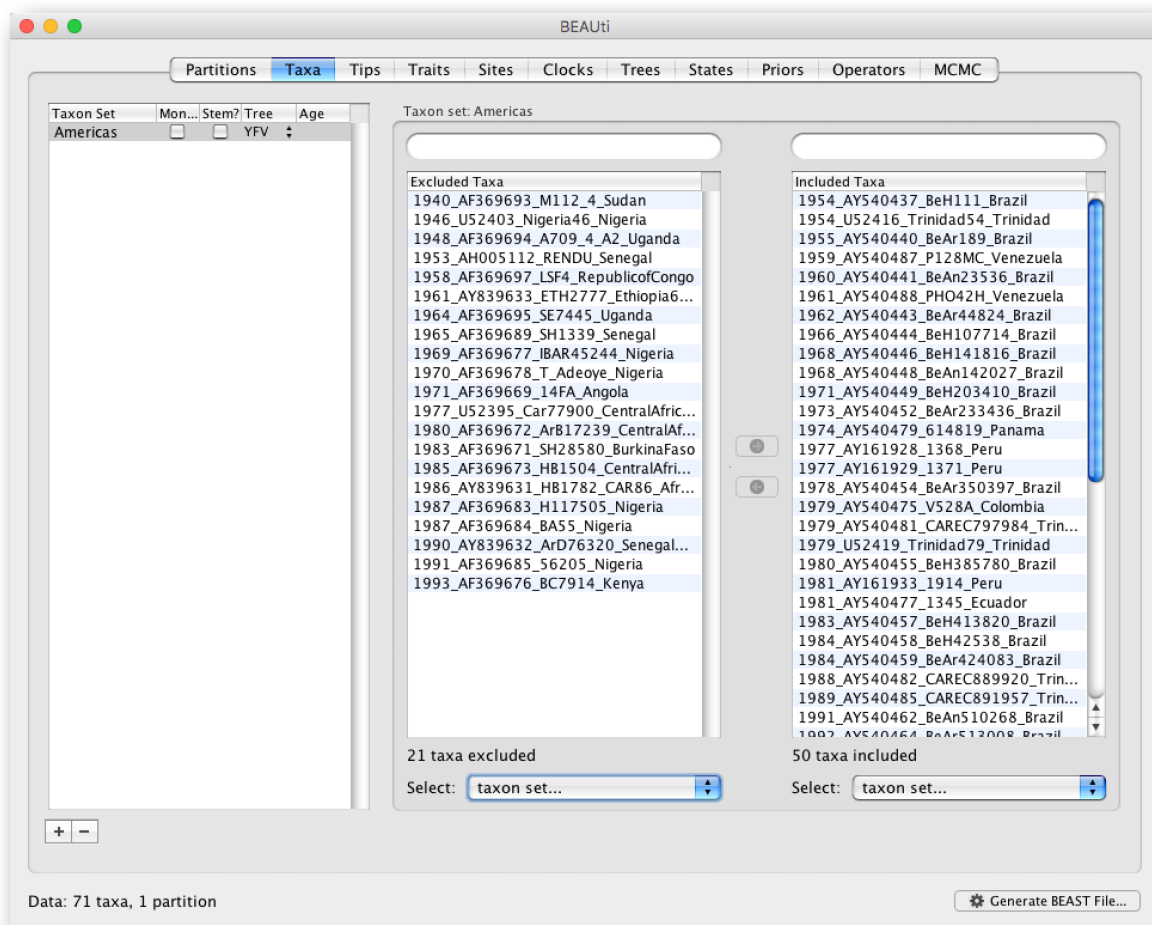 BEAUti
Partitions Taxa Tips Traits Sites Clocks Trees States Priors Operators MCMC
Taxon Set Mon... Stem? Tree Age
Americas YFV
Taxon set: Americas
Excluded Taxa
1940_AF369693_M112_4_Sudan
1946_U52403_Nigeria46_Nigeria
1948_AF369694_A709_4_A2_Uganda
1953_AH005112_RENDU_Senegal
1958_AF369697_LSF4_RepublicofCongo
1961_AY839633_ETH2777_Ethiopia6...
1964_AF369695_SE7445_Uganda
1965_AF369689_SH1339_Senegal
1969_AF369677_IBAR45244_Nigeria
1970_AF369678_T_Adeoye_Nigeria
1971_AF369669_14FA_Angola
1977_U52395_Car77900_CentralAfric...
1980_AF369672_ArB17239_CentralAf...
1983_AF369671_SH28580_BurkinaFaso
1985_AF369673_HB1504_CentralAfri...
1986_AY839631_HB1782_CAR86_Afr...
1987_AF369683_H117505_Nigeria
1987_AF369684_BA55_Nigeria
1990_AY839632_ArD76320_Senegal...
1991_AF369685_56205_Nigeria
1993_AF369676_BC7914_Kenya
21 taxa excluded
Select: taxon set...
Included Taxa
1954_AY540437_BeH111_Brazil
1954_U52416_Trinidad54_Trinidad
1955_AY540440_BeAr189_Brazil
1959_AY540487_P128MC_Venezuela
1960_AY540441_BeAn23536_Brazil
1961_AY540488_PHO42H_Venezuela
1962_AY540443_BeAr44824_Brazil
1966_AY540444_BeH107714_Brazil
1968_AY540446_BeH141816_Brazil
1968_AY540448_BeAn142027_Brazil
1971_AY540449_BeH203410_Brazil
1973_AY540452_BeAr233436_Brazil
1974_AY540479_614819_Panama
1977_AY161928_1368_Peru
1977_AY161929_1371_Peru
1978_AY540454_BeAr350397_Brazil
1979_AY540475_V528A_Colombia
1979_AY540481_CAREC797984_Trin...
1979_U52419_Trinidad79_Trinidad
1980_AY540455_BeH385780_Brazil
1981_AY161933_1914_Peru
1981_AY540477_1345_Ecuador
1983_AY540457_BeH413820_Brazil
1984_AY540458_BeH42538_Brazil
1984_AY540459_BeAr424083_Brazil
1988_AY540482_CAREC889920_Trin...
1989_AY540485_CAREC891957_Trin...
1991_AY540462_BeAn510268_Brazil
1992_AY540464_BeAr513008_Brazil
50 taxa included
Select: taxon set...
+ −
Data: 71 taxa, 1 partition
Generate BEAST File...